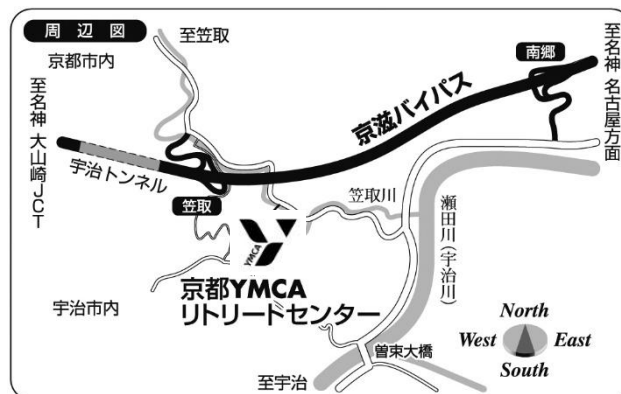 周辺図
至笠取
京都市内
南郷
至名神 名古屋方面
京滋バイパス
至名神 大山崎JCT
宇治トンネル
笠取
笠取川
瀬田川(宇治川)
YMCA
京都YMCA
リトリートセンター
宇治市内
曽束大橋
至宇治
North
West East
South